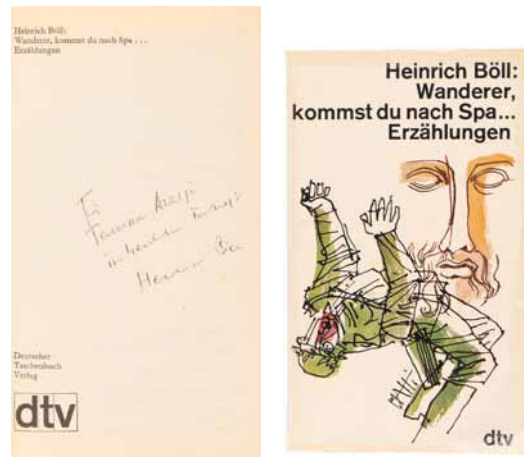 Heinrich Böll:
Wanderer, kommst du nach Spa . . .
Erzählungen
Deutscher
Taschenbuch
Verlag
dtv
Heinrich Böll:
Wanderer,
kommst du nach Spa...
Erzählungen
dtv